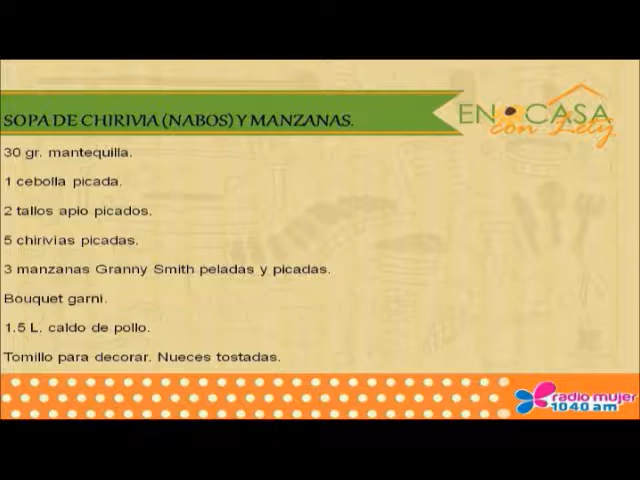 SOPA DE CHIRIVIA (NABOS) Y MANZANAS.
EN CASA
con Lety
30 gr. mantequilla.
1 cebolla picada.
2 tallos apio picados.
5 chirivias picadas.
3 manzanas Granny Smith peladas y picadas.
Bouquet garni.
1.5 L. caldo de pollo.
Tomillo para decorar. Nueces tostadas.
radio mujer
1040 am